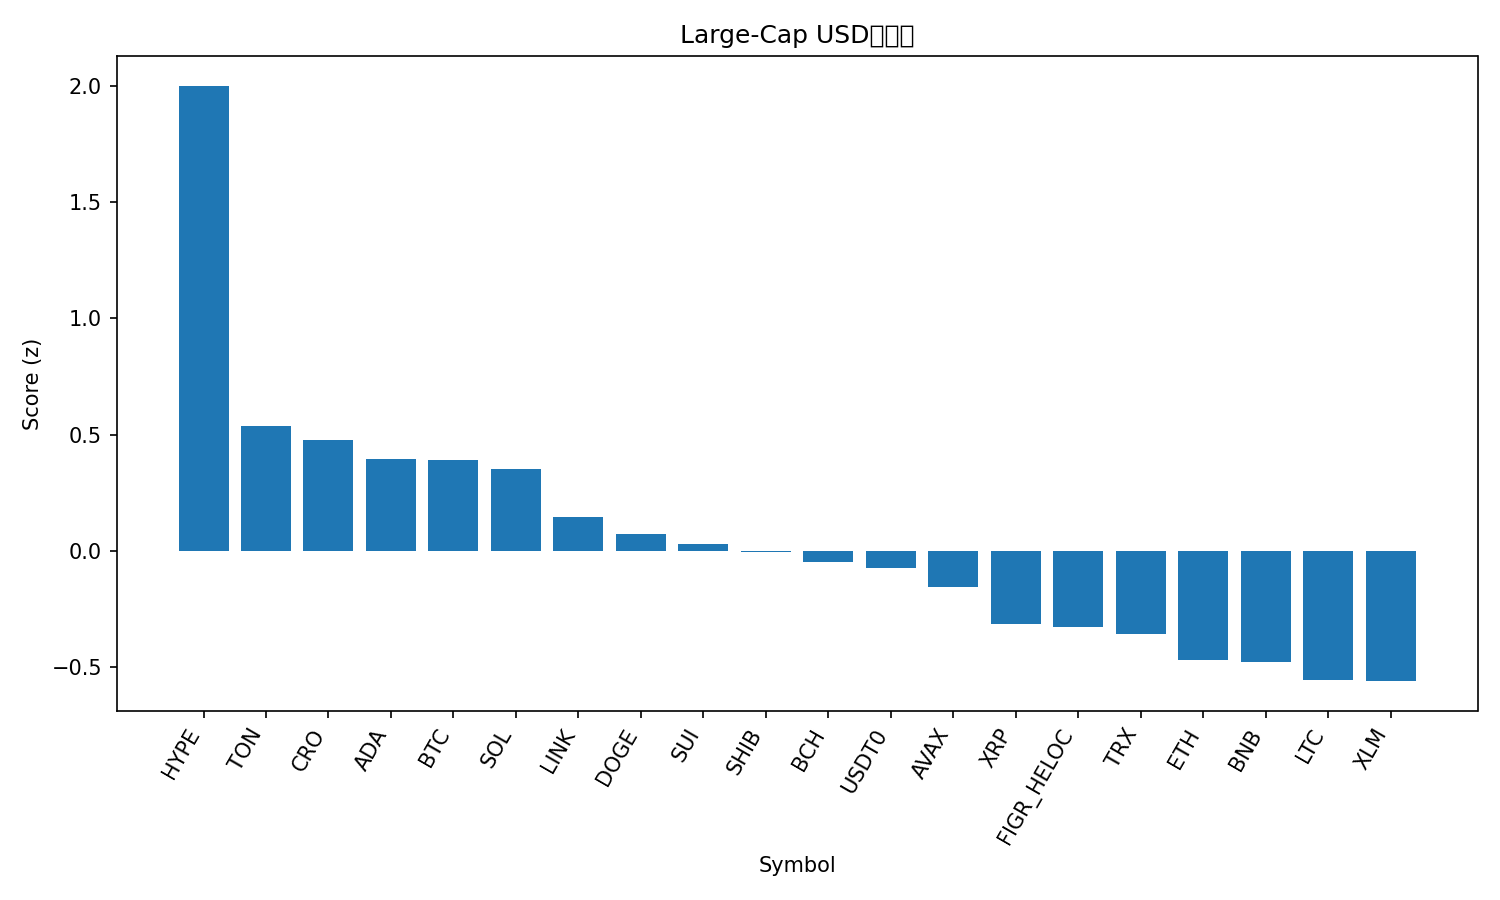 Large-Cap USD
Score (z)
2.0
1.5
1.0
0.5
0.0
−0.5
HYPE
TON
CRO
ADA
BTC
SOL
LINK
DOGE
SUI
SHIB
BCH
USDT0
AVAX
XRP
FIGR_HELOC
TRX
ETH
BNB
LTC
XLM
Symbol